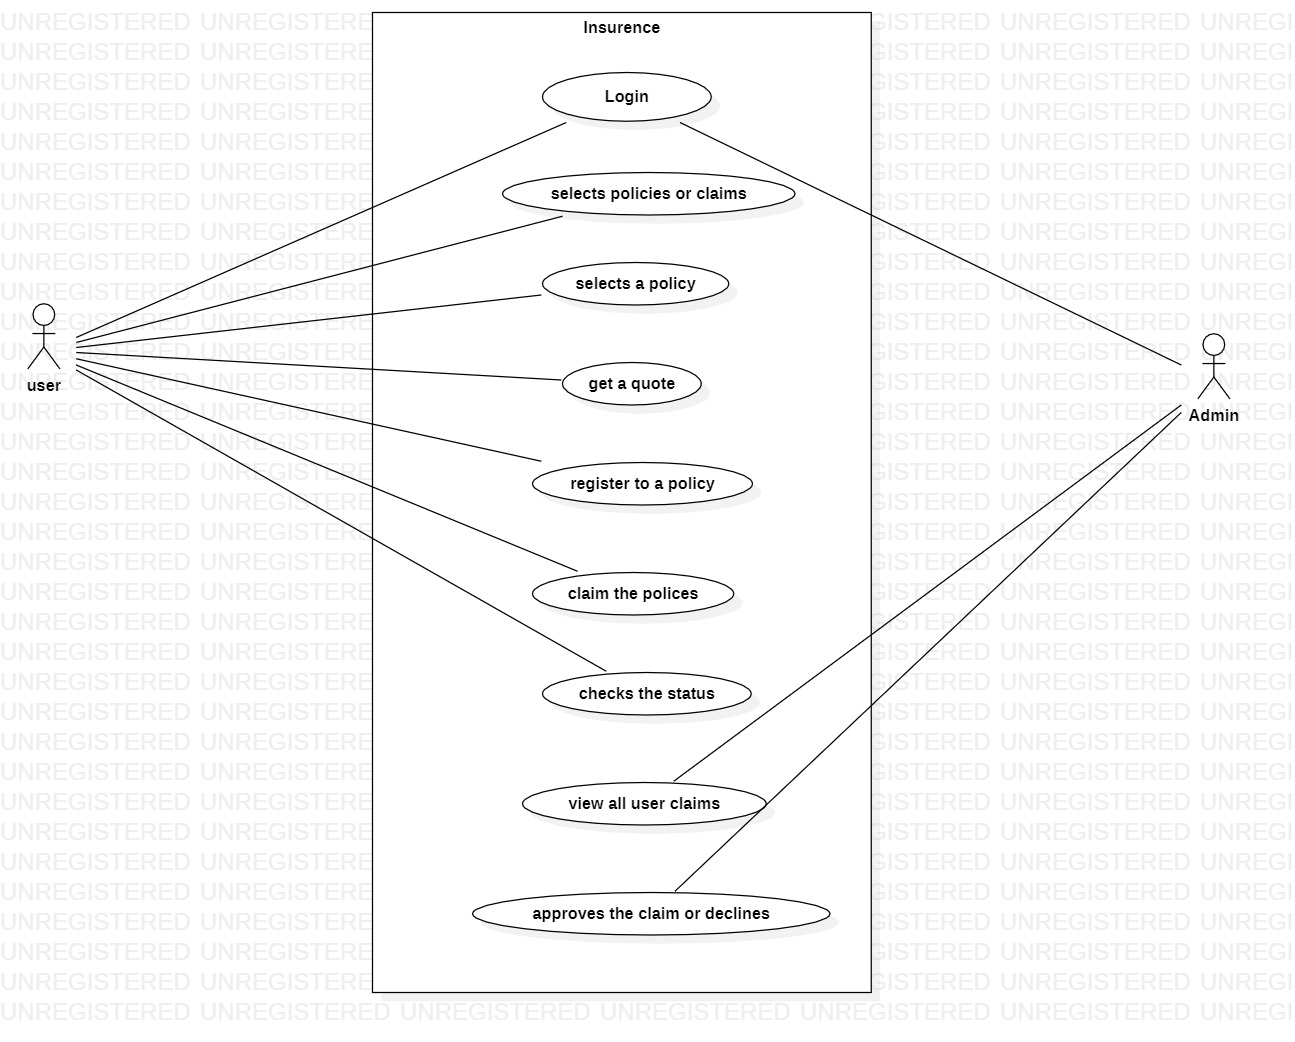 Insurence
Login
selects policies or claims
selects a policy
get a quote
user
register to a policy
Admin
claim the polices
checks the status
view all user claims
approves the claim or declines
UNREGISTERED UNREGISTERED UNREGISTERED UNREGISTERED UNREGISTERED UNREGISTERED UNREGI